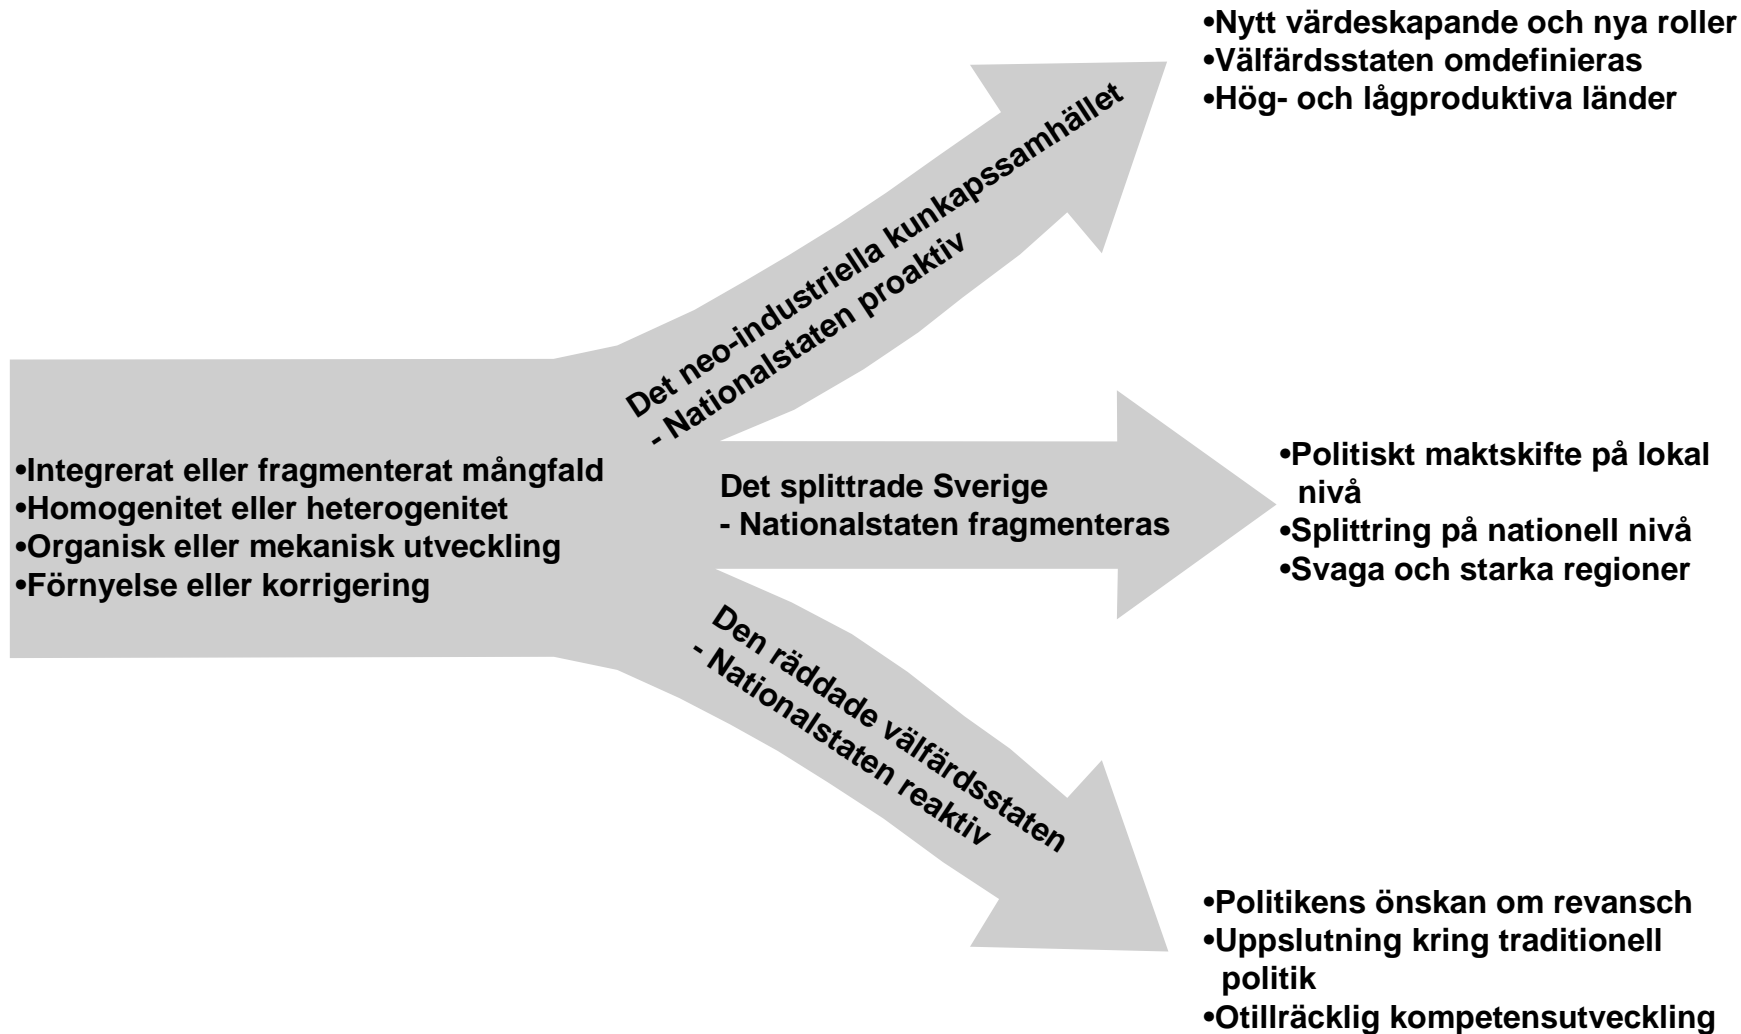 •Nytt värdeskapande och nya roller
•Välfärdsstaten omdefinieras
•Hög- och lågproduktiva länder
Det neo-industriella kunkapssamhället
- Nationalstaten proaktiv
•Integrerat eller fragmenterat mångfald
•Homogenitet eller heterogenitet
•Organisk eller mekanisk utveckling
•Förnyelse eller korrigering
Det splittrade Sverige
- Nationalstaten fragmenteras
•Politiskt maktskifte på lokal
nivå
•Splittring på nationell nivå
•Svaga och starka regioner
Den räddade välfärdsstaten
- Nationalstaten reaktiv
•Politikens önskan om revansch
•Uppslutning kring traditionell
politik
•Otillräcklig kompetensutveckling